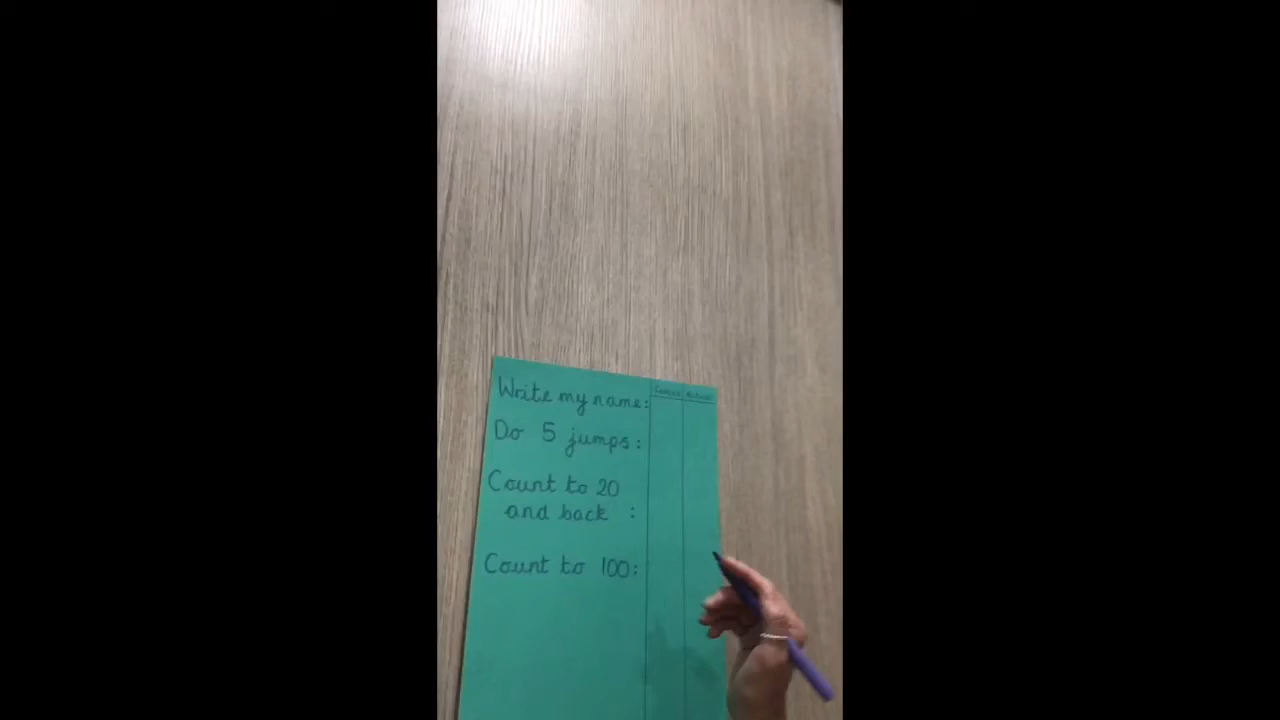 Write my name:
Do 5 jumps:
Count to 20
and back :
Count to 100: